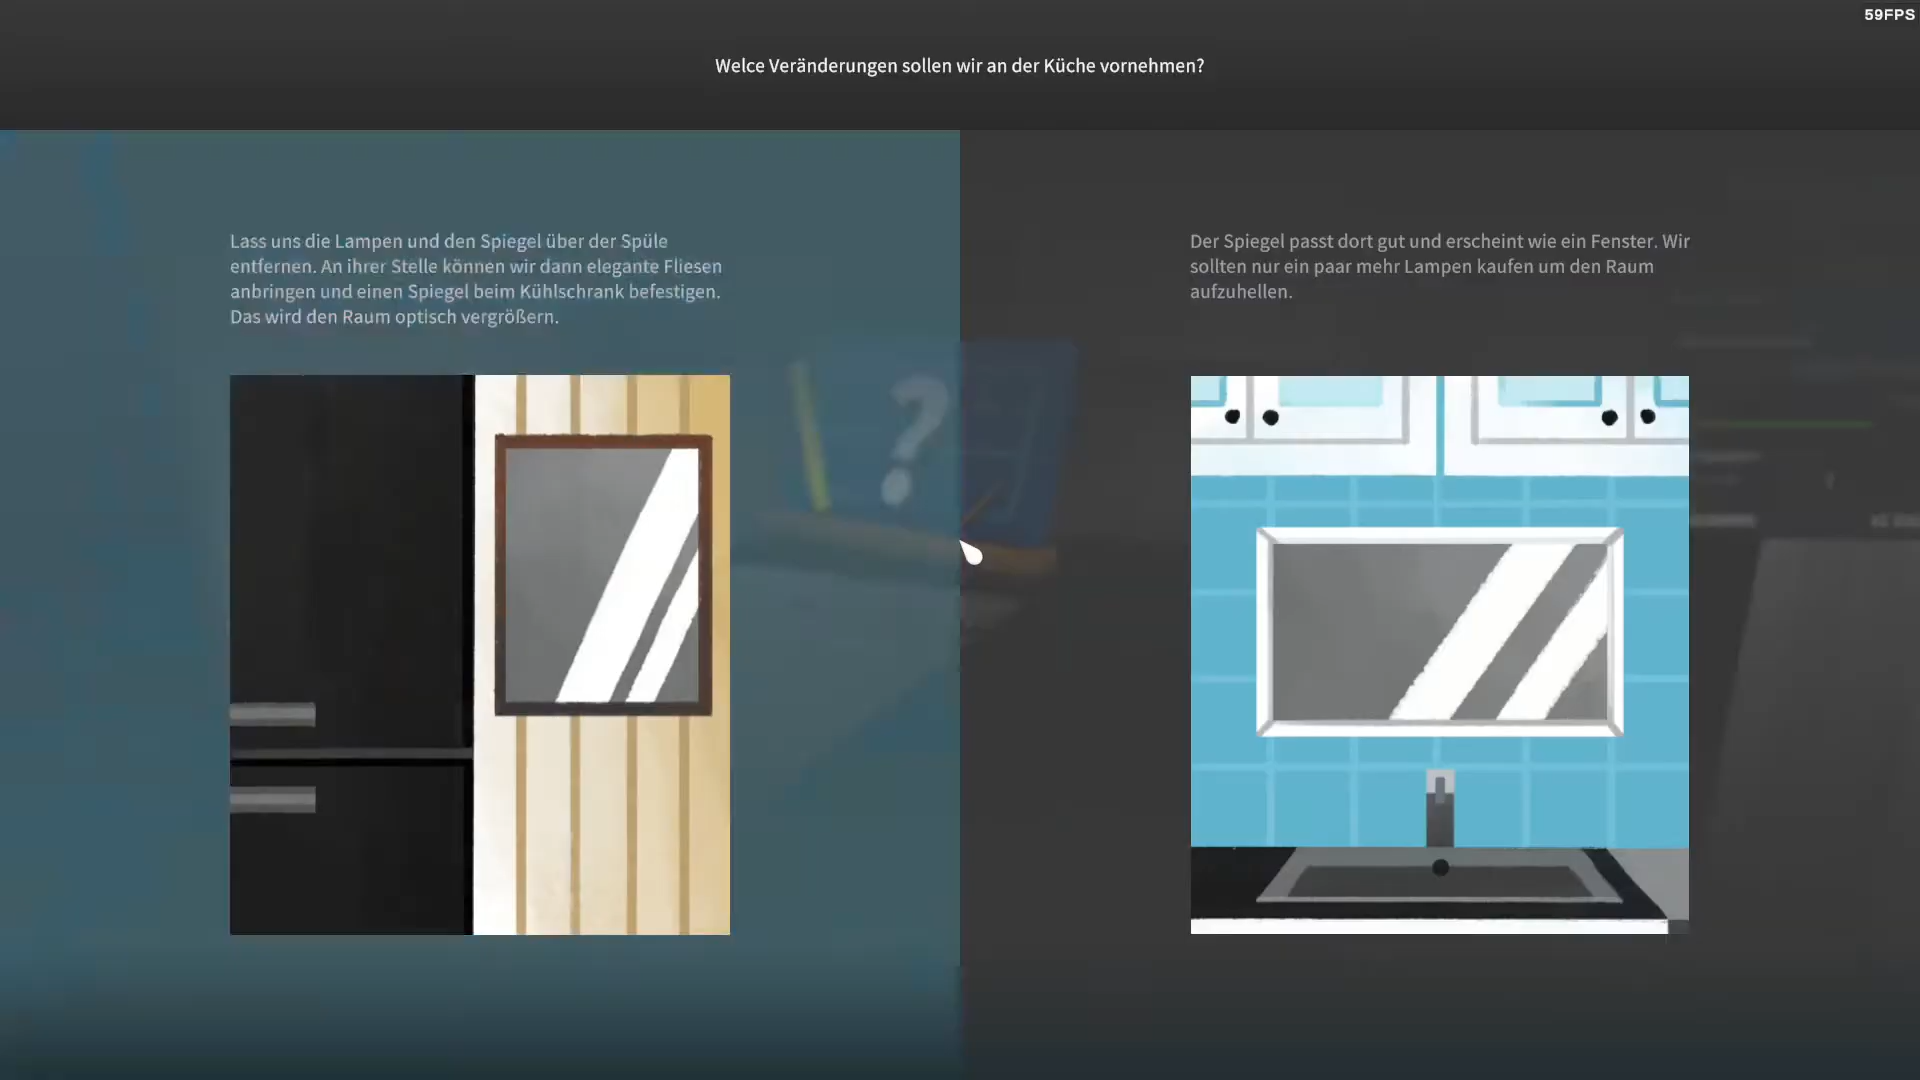 59FPS
Welce Veränderungen sollen wir an der Küche vornehmen?
Lass uns die Lampen und den Spiegel über der Spüle
entfernen. An ihrer Stelle können wir dann elegante Fliesen
anbringen und einen Spiegel beim Kühlschrank befestigen.
Das wird den Raum optisch vergrößern.
Der Spiegel passt dort gut und erscheint wie ein Fenster. Wir
sollten nur ein paar mehr Lampen kaufen um den Raum
aufzuhellen.
?